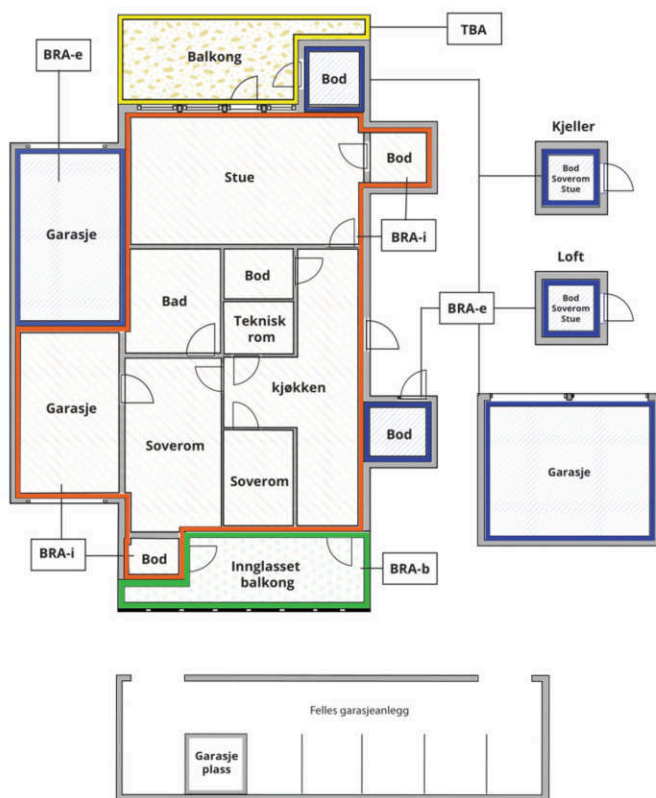 TBA
BRA-e
Balkong
Bod
Kjeller
Bod
Soverom
Stue
Bod
Stue
Garasje
BRA-i
Bod
Bad
Loft
BRA-e
Bod
Soverom
Stue
Teknisk
rom
kjøkken
Garasje
Bod
Soverom
Garasje
Soverom
BRA-i
Bod
Innglasset
balkong
BRA-b
Felles garasjeanlegg
Garasje
plass